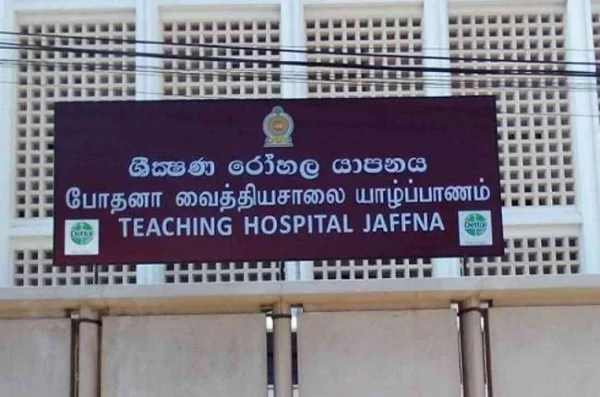 ශික්‍ෂණ රෝහල යාපනය
போதனா வைத்தியசாலை யாழ்ப்பாணம்
TEACHING HOSPITAL JAFFNA
Dettol
Dettol